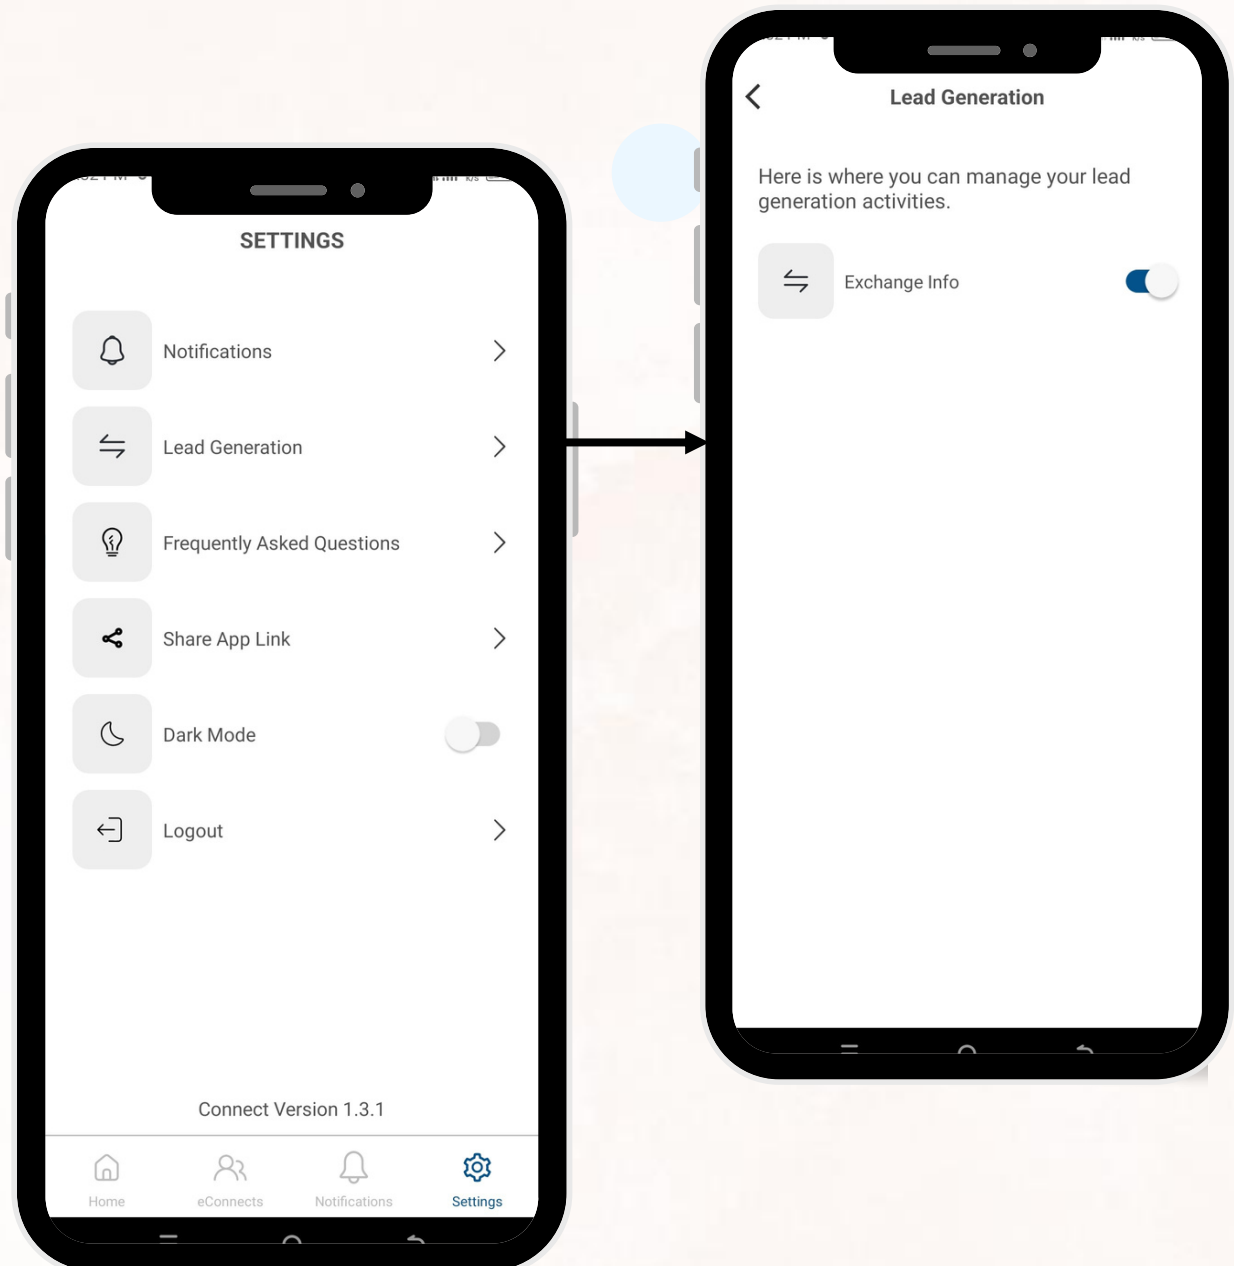 SETTINGS
Notifications
Lead Generation
Frequently Asked Questions
Share App Link
Dark Mode
Logout
Connect Version 1.3.1
Home
eConnects
Notifications
Settings
Lead Generation
Here is where you can manage your lead
generation activities.
Exchange Info